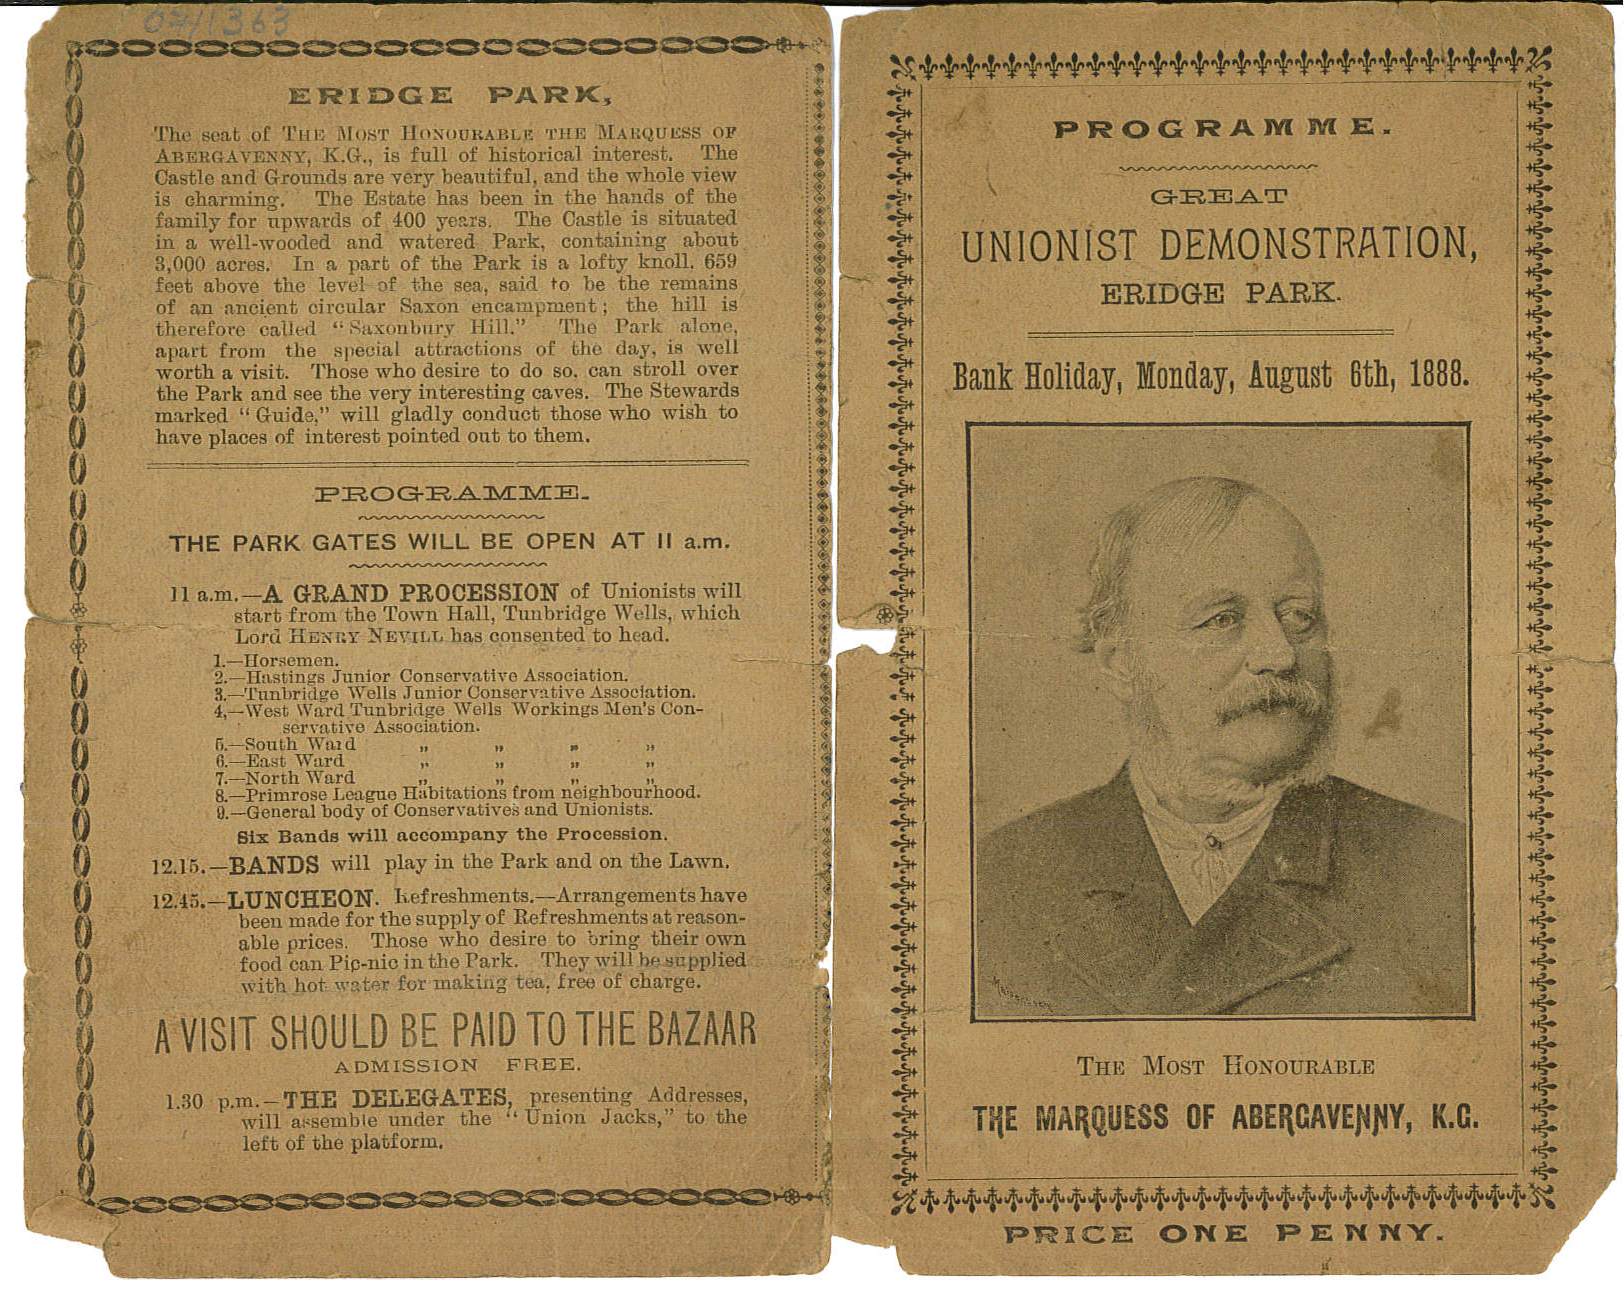 02/1363
ERIDGE PARK,
The seat of THE MOST HONOURABLE THE MARQUESS OF
ABERGAVENNY, K.G., is full of historical interest. The
Castle and Grounds are very beautiful, and the whole view
is charming. The Estate has been in the hands of the
family for upwards of 400 years. The Castle is situated
in a well-wooded and watered Park, containing about
3,000 acres. In a part of the Park is a lofty knoll, 659
feet above the level of the sea, said to be the remains
of an ancient circular Saxon encampment; the hill is
therefore called "Saxonbury Hill." The Park alone,
apart from the special attractions of the day, is well
worth a visit. Those who desire to do so, can stroll over
the Park and see the very interesting caves. The Stewards
marked "Guide," will gladly conduct those who wish to
have places of interest pointed out to them.
PROGRAMME.
THE PARK GATES WILL BE OPEN AT 11 a.m.
11 a.m.—A GRAND PROCESSION of Unionists will
start from the Town Hall, Tunbridge Wells, which
Lord HENRY NEVILL has consented to head.
1.—Horsemen.
2.—Hastings Junior Conservative Association.
3.—Tunbridge Wells Junior Conservative Association.
4,—West Ward Tunbridge Wells Workings Men's Con-
servative Association.
5.—South Ward „ „ „ „
6.—East Ward „ „ „ „
7.—North Ward „ „ „ „
8.—Primrose League Habitations from neighbourhood.
9.—General body of Conservatives and Unionists.
Six Bands will accompany the Procession.
12.15.—BANDS will play in the Park and on the Lawn.
12.45.—LUNCHEON. Refreshments.—Arrangements have
been made for the supply of Refreshments at reason-
able prices. Those who desire to bring their own
food can Pic-nic in the Park. They will be supplied
with hot water for making tea, free of charge.
A VISIT SHOULD BE PAID TO THE BAZAAR
ADMISSION FREE.
1.30 p.m.—THE DELEGATES, presenting Addresses,
will assemble under the "Union Jacks," to the
left of the platform.
PROGRAMME.
GREAT
UNIONIST DEMONSTRATION,
ERIDGE PARK.
Bank Holiday, Monday, August 6th, 1888.
THE MOST HONOURABLE
THE MARQUESS OF ABERGAVENNY, K.G.
PRICE ONE PENNY.